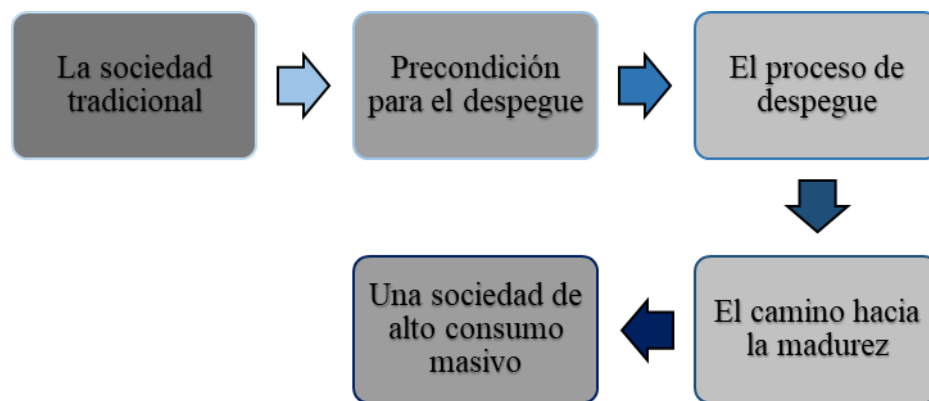 La sociedad
tradicional
Precondición
para el despegue
El proceso de
despegue
El camino hacia
la madurez
Una sociedad de
alto consumo
masivo